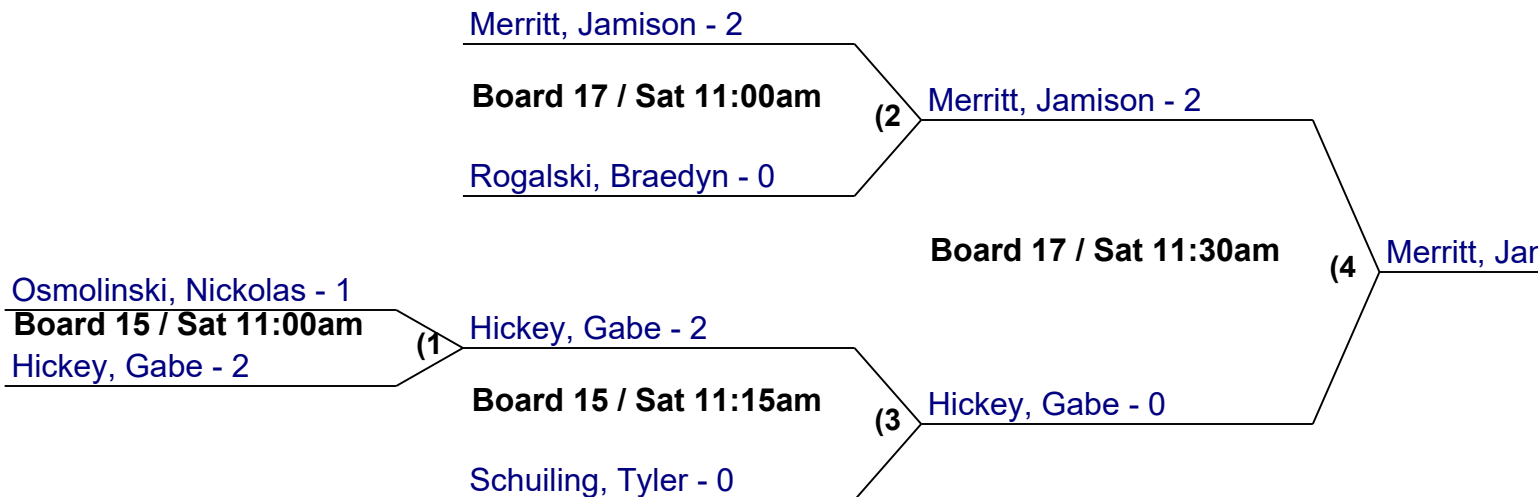 Merritt, Jamison - 2
Board 17 / Sat 11:00am
(2
Merritt, Jamison - 2
Rogalski, Braedyn - 0
Board 17 / Sat 11:30am
(4
Merritt, Jam
Osmolinski, Nickolas - 1
Board 15 / Sat 11:00am
(1
Hickey, Gabe - 2
Hickey, Gabe - 2
Board 15 / Sat 11:15am
(3
Hickey, Gabe - 0
Schuiling, Tyler - 0